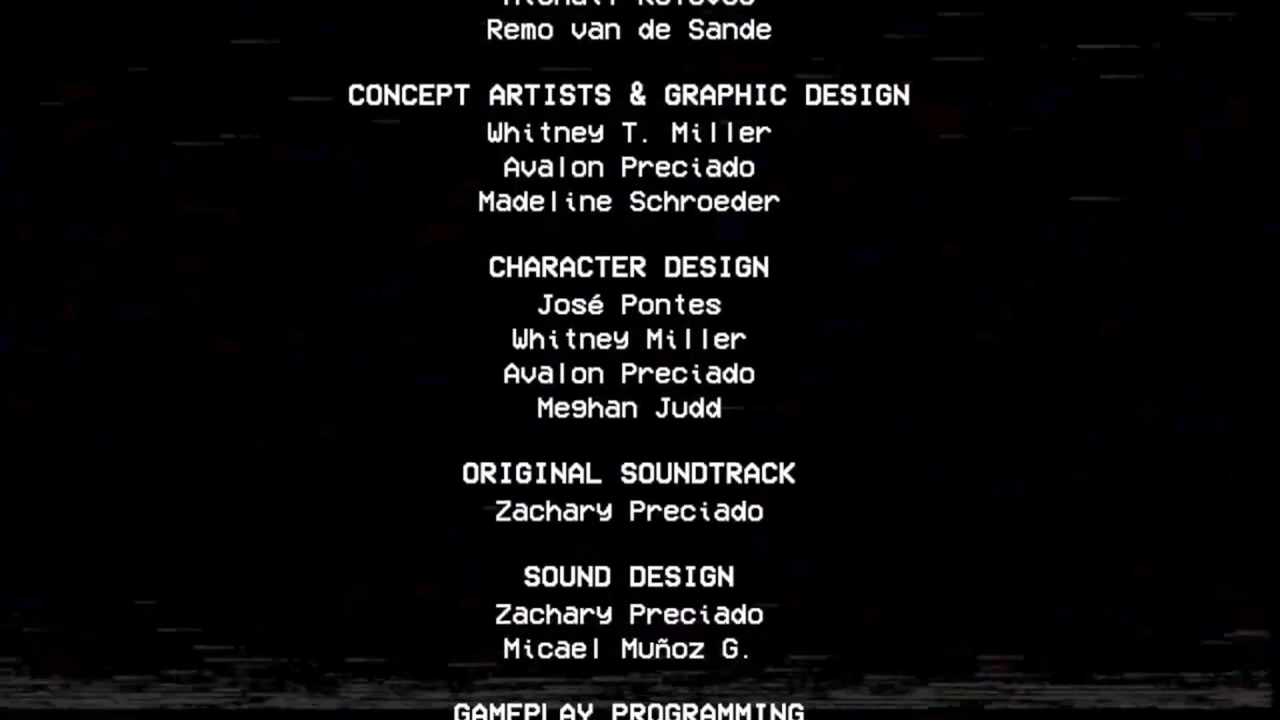 Remo van de Sande
CONCEPT ARTISTS & GRAPHIC DESIGN
Whitney T. Miller
Avalon Preciado
Madeline Schroeder
CHARACTER DESIGN
José Pontes
Whitney Miller
Avalon Preciado
Meghan Judd
ORIGINAL SOUNDTRACK
Zachary Preciado
SOUND DESIGN
Zachary Preciado
Micael Muñoz G.
GAMEPLAY PROGRAMMING